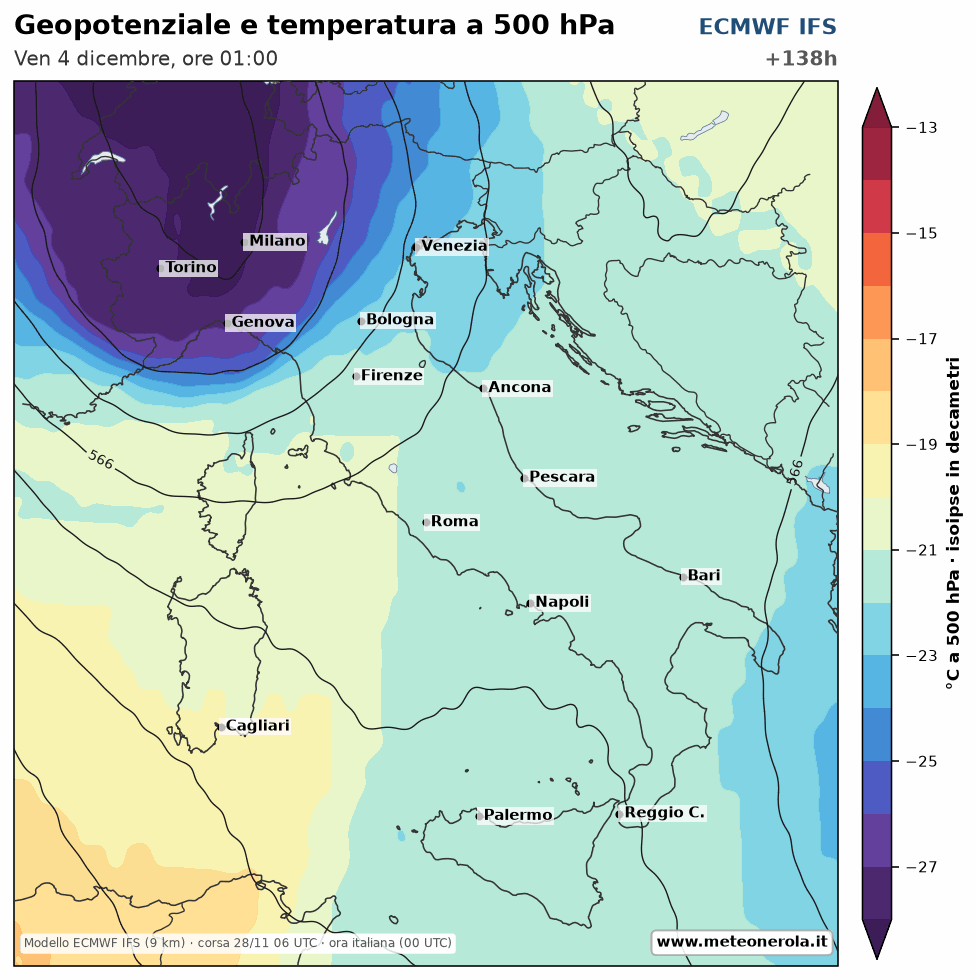 Geopotenziale e temperatura a 500 hPa
ECMWF IFS
Ven 4 dicembre, ore 01:00
+138h
Milano
Venezia
Torino
Genova
Bologna
Firenze
Ancona
566
Pescara
Roma
Bari
Napoli
Cagliari
Palermo
Reggio C.
−13
−15
−17
−19
−21
−23
−25
−27
°C a 500 hPa · isoipse in decametri
Modello ECMWF IFS (9 km) · corsa 28/11 06 UTC · ora italiana (00 UTC)
www.meteonerola.it